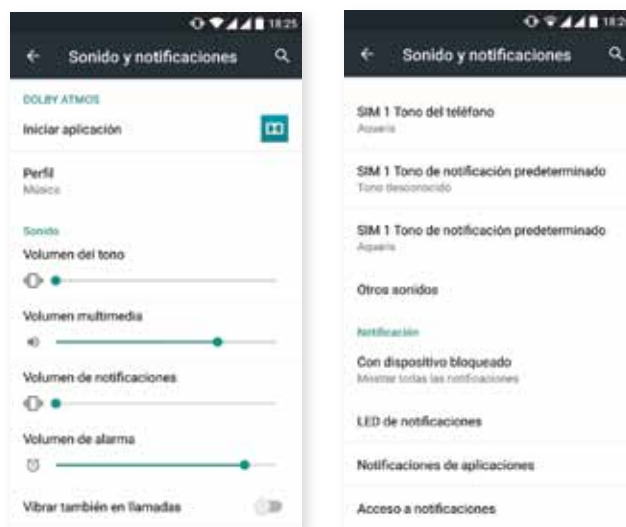 18:25
Sonido y notificaciones
DOLBY ATMOS
Iniciar aplicación
Perfil
Música
Sonido
Volumen del tono
Volumen multimedia
Volumen de notificaciones
Volumen de alarma
Vibrar también en llamadas
Sonido y notificaciones
SIM 1 Tono del teléfono
Aquaris
SIM 1 Tono de notificación predeterminado
Tono desconocido
SIM 1 Tono de notificación predeterminado
Aquaris
Otros sonidos
Notificación
Con dispositivo bloqueado
Mostrar todas las notificaciones
LED de notificaciones
Notificaciones de aplicaciones
Acceso a notificaciones